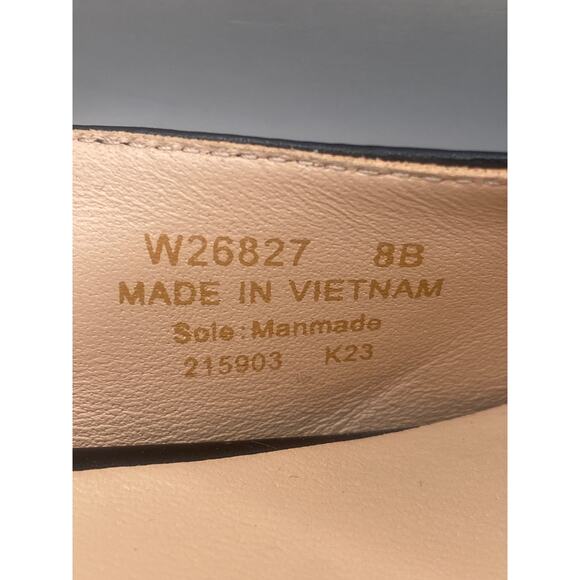 W26827 8B
MADE IN VIETNAM
Sole: Manmade
215903 K23